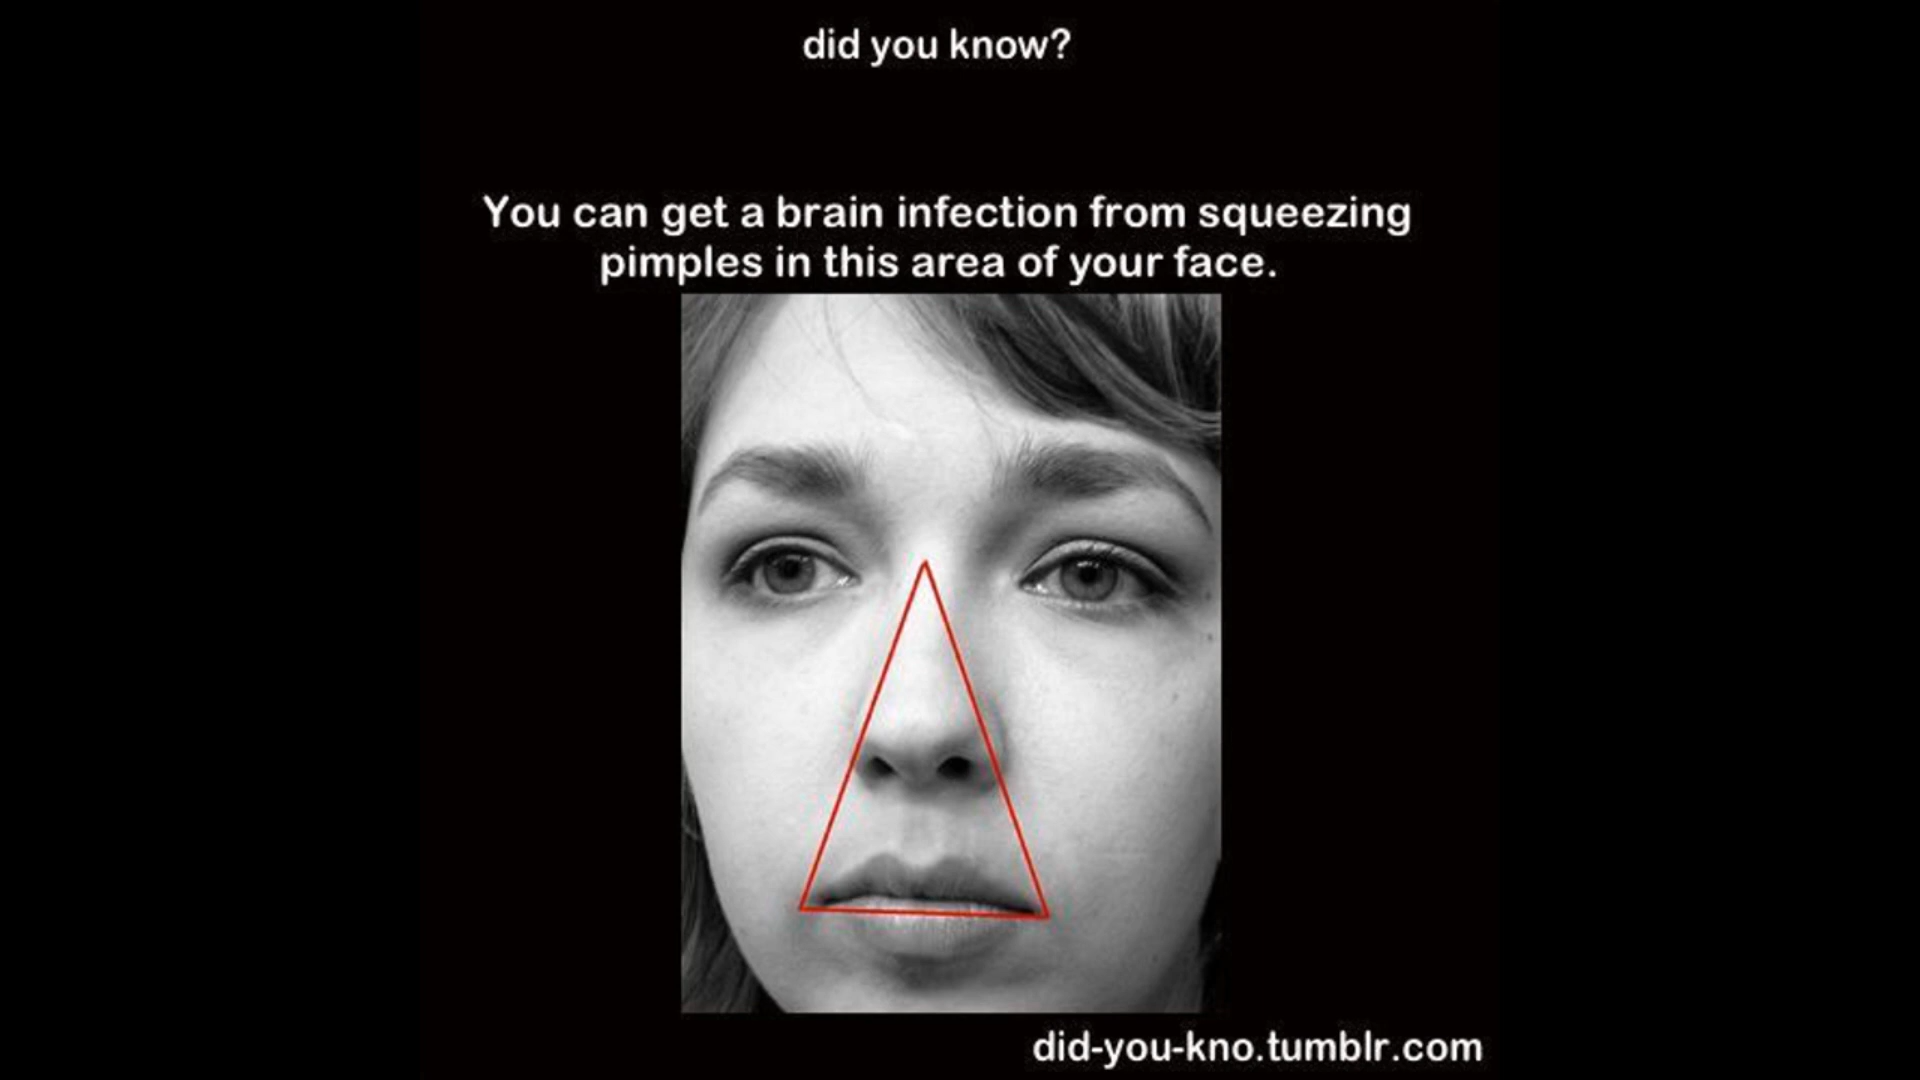 did you know?
You can get a brain infection from squeezing
pimples in this area of your face.
did-you-kno.tumblr.com